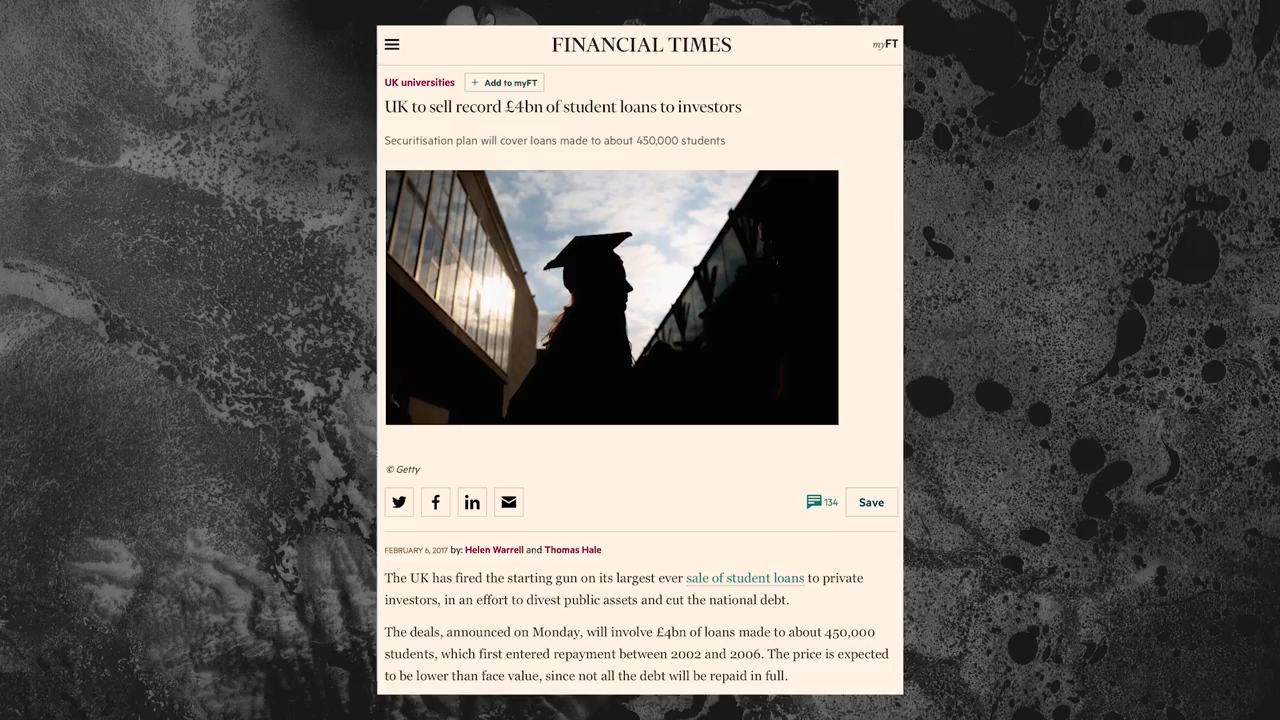 FINANCIAL TIMES
myFT
UK universities
+ Add to myFT
UK to sell record £4bn of student loans to investors
Securitisation plan will cover loans made to about 450,000 students
© Getty
134
Save
FEBRUARY 6, 2017 by: Helen Warrell and Thomas Hale
The UK has fired the starting gun on its largest ever sale of student loans to private
investors, in an effort to divest public assets and cut the national debt.
The deals, announced on Monday, will involve £4bn of loans made to about 450,000
students, which first entered repayment between 2002 and 2006. The price is expected
to be lower than face value, since not all the debt will be repaid in full.